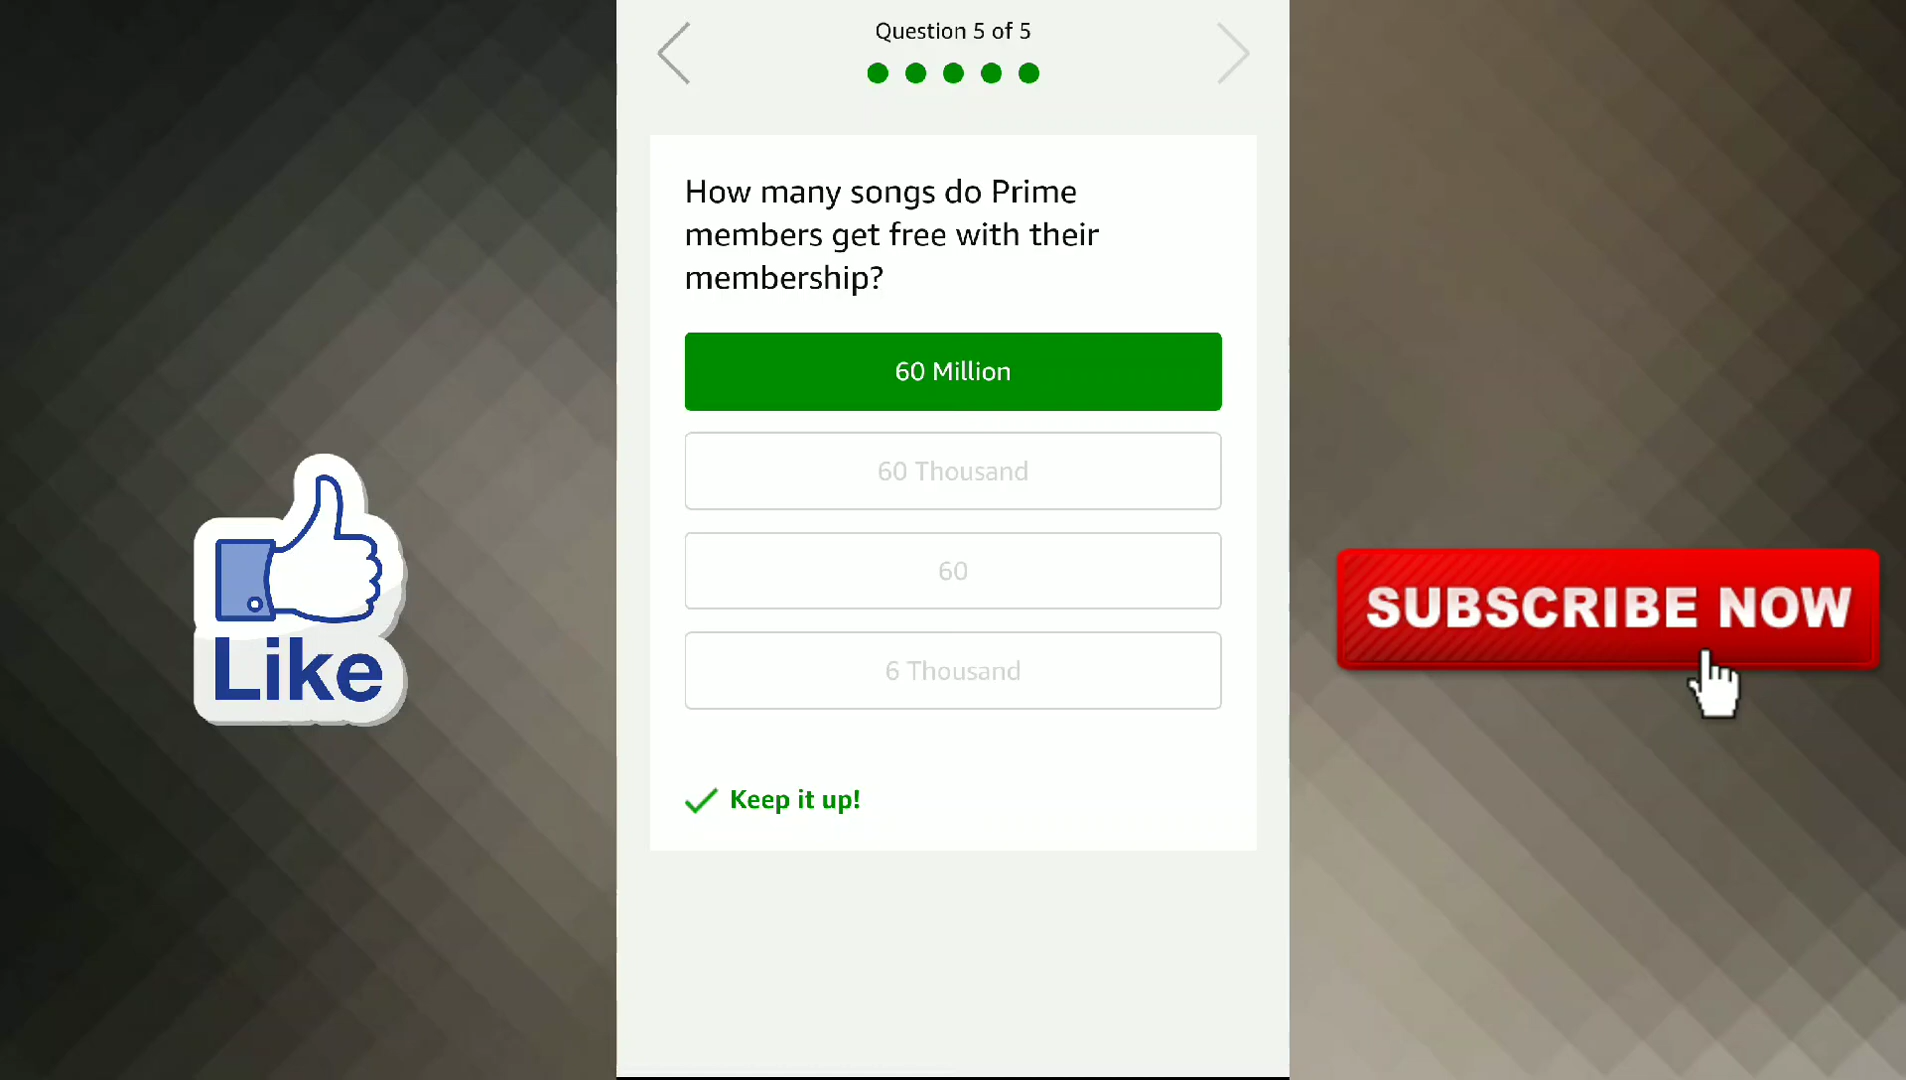 Question 5 of 5
How many songs do Prime
members get free with their
membership?
60 Million
60 Thousand
60
6 Thousand
Keep it up!
Like
SUBSCRIBE NOW